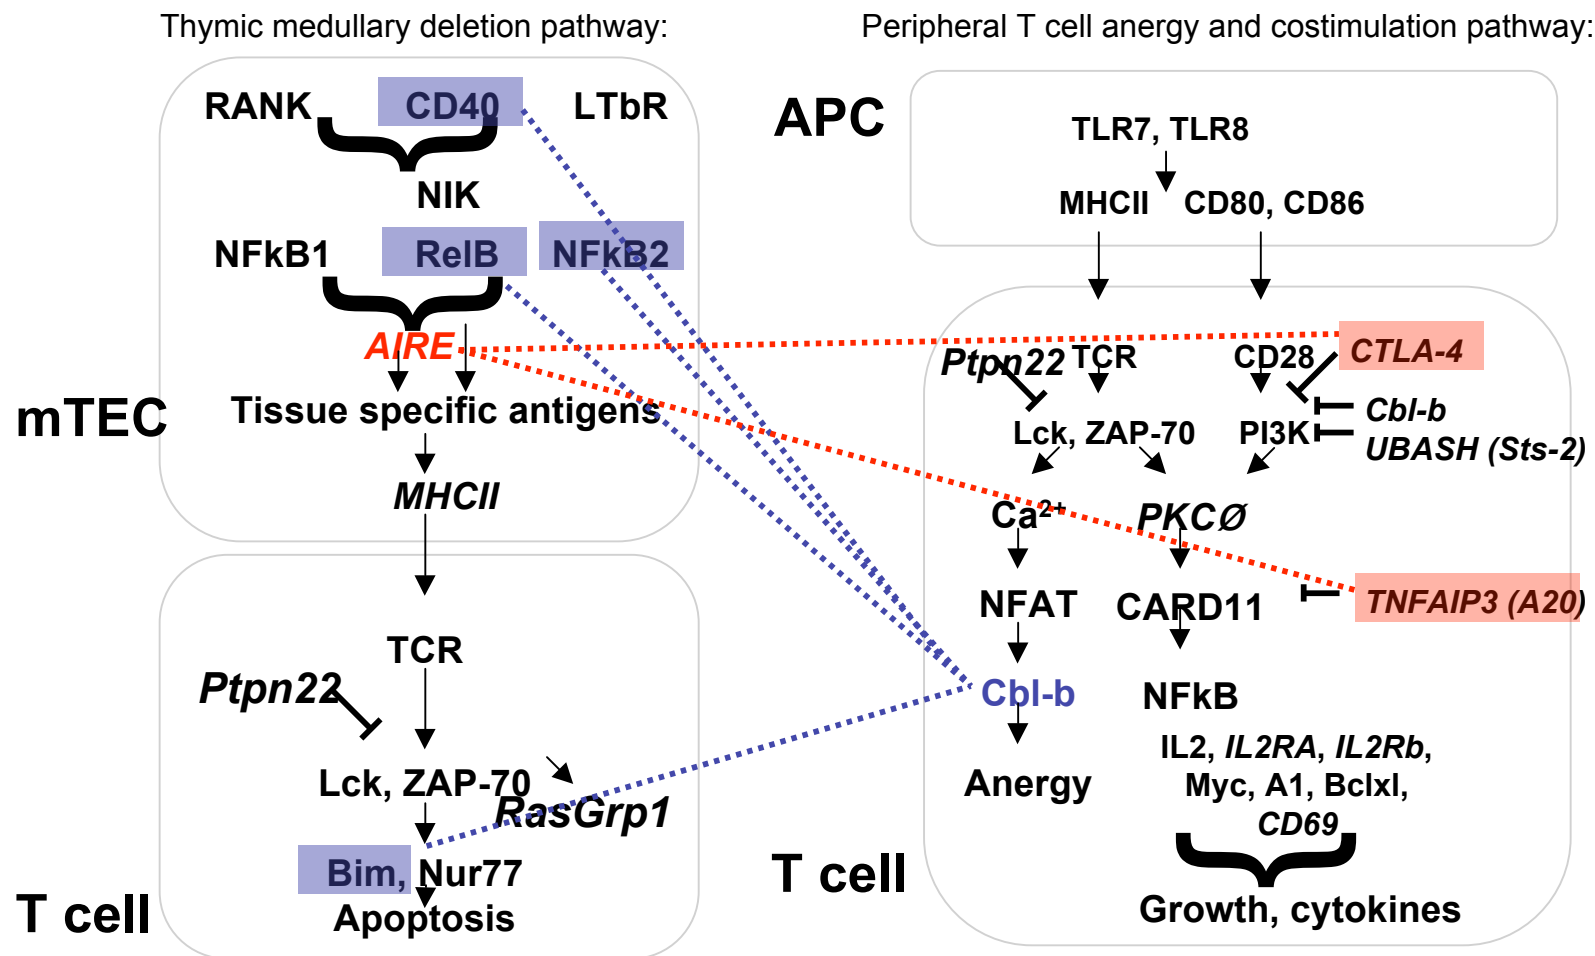 Thymic medullary deletion pathway:
RANK CD40 LTbR
NIK
NFkB1 RelB NFkB2
AIRE
mTEC
Tissue specific antigens
MHCII
TCR
Ptpn22
Lck, ZAP-70
RasGrp1
Bim, Nur77
Apoptosis
T cell
Peripheral T cell anergy and costimulation pathway:
APC
TLR7, TLR8
MHCII CD80, CD86
Ptpn22 TCR CD28 CTLA-4
Cbl-b
Lck, ZAP-70 PI3K UBASH (Sts-2)
Ca²⁺ PKCØ
NFAT CARD11 TNFAIP3 (A20)
Cbl-b NFkB
IL2, IL2RA, IL2Rb,
Anergy Myc, A1, Bclxl,
CD69
T cell
Growth, cytokines